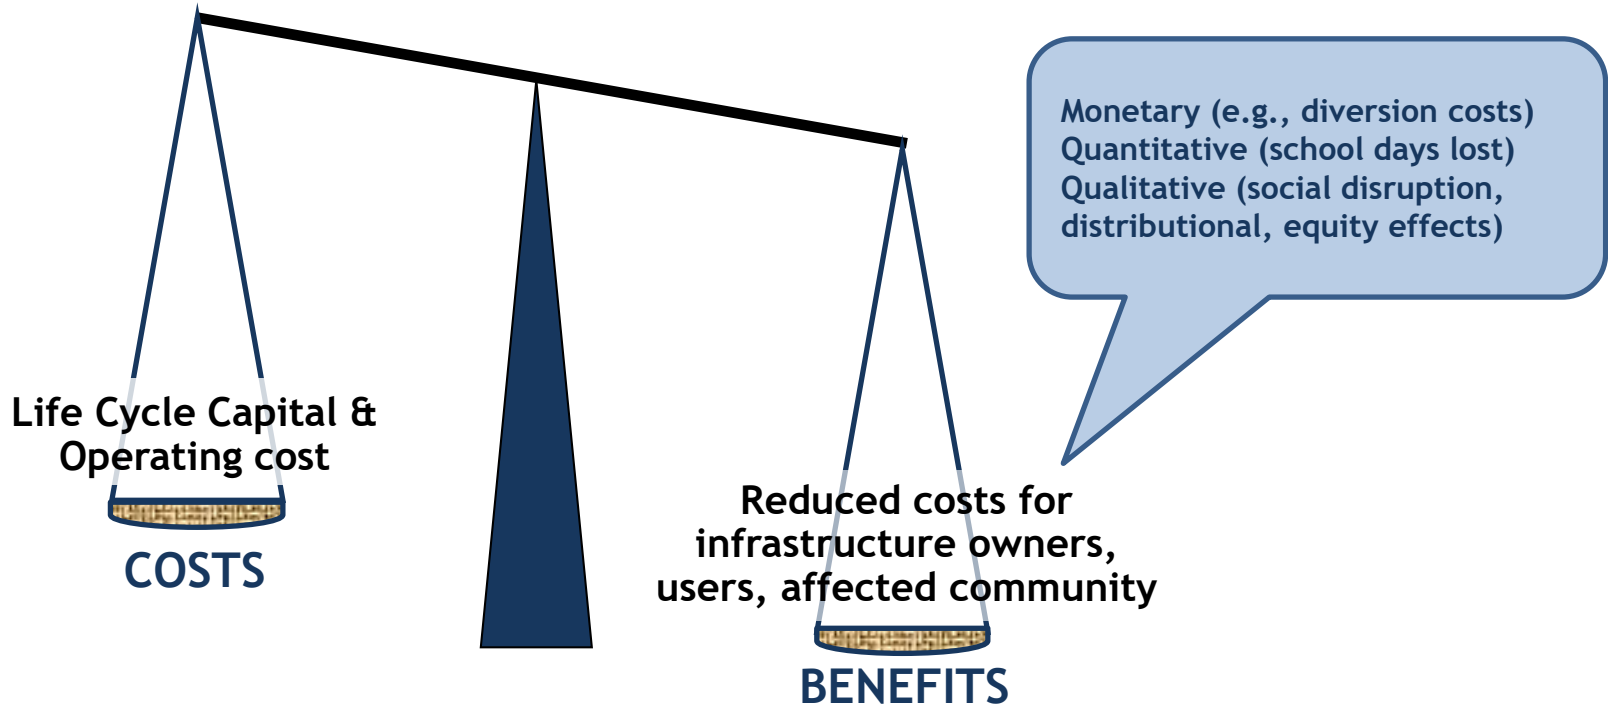 Monetary (e.g., diversion costs)
Quantitative (school days lost)
Qualitative (social disruption,
distributional, equity effects)
Life Cycle Capital &
Operating cost
COSTS
Reduced costs for
infrastructure owners,
users, affected community
BENEFITS